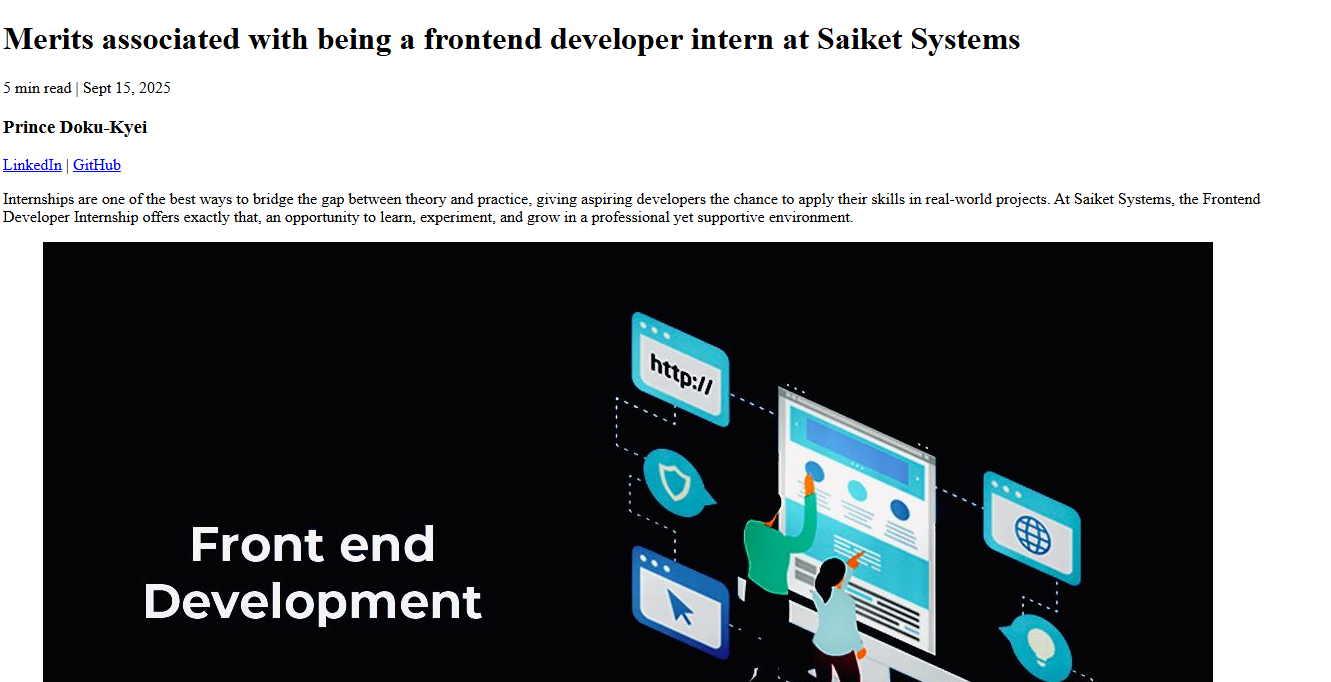 Merits associated with being a frontend developer intern at Saiket Systems
5 min read | Sept 15, 2025
Prince Doku-Kyei
LinkedIn | GitHub
Internships are one of the best ways to bridge the gap between theory and practice, giving aspiring developers the chance to apply their skills in real-world projects. At Saiket Systems, the Frontend
Developer Internship offers exactly that, an opportunity to learn, experiment, and grow in a professional yet supportive environment.
http://
Front end
Development